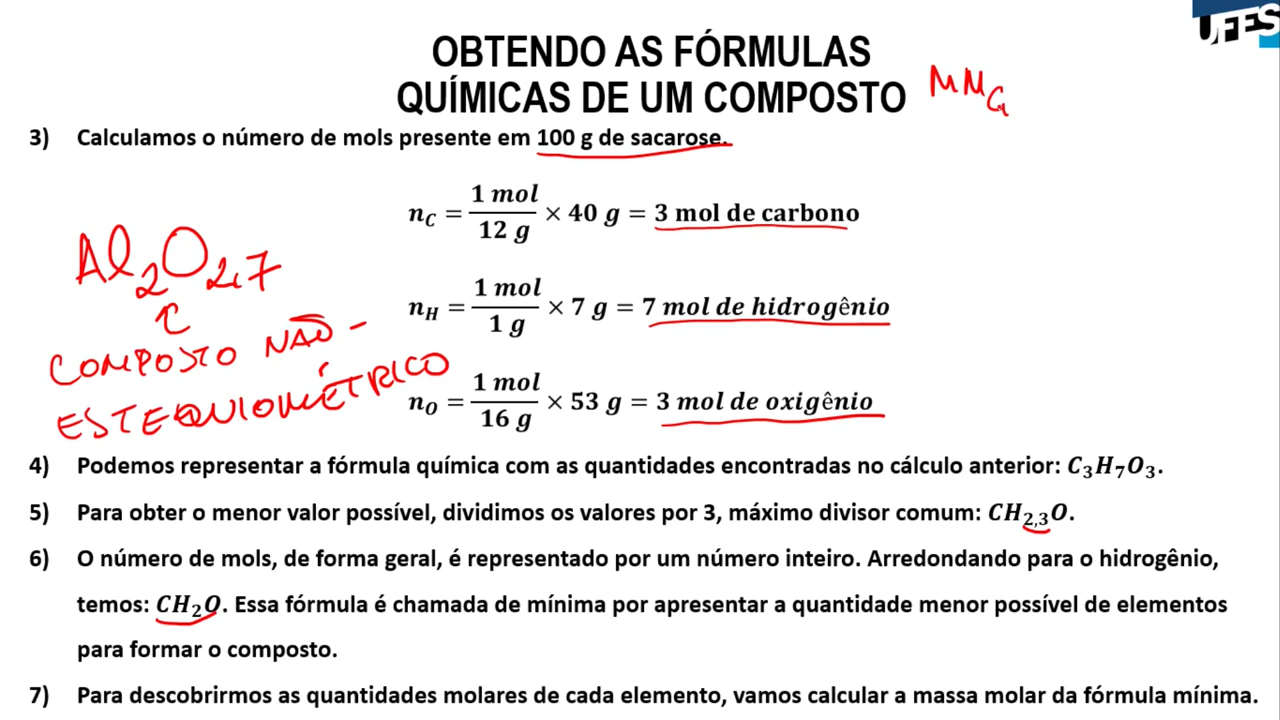 UFES
OBTENDO AS FÓRMULAS
QUÍMICAS DE UM COMPOSTO
MM
3) Calculamos o número de mols presente em 100 g de sacarose.
n_C = 1 mol / 12 g × 40 g = 3 mol de carbono
Al₂O₂,₇
n_H = 1 mol / 1 g × 7 g = 7 mol de hidrogênio
COMPOSTO NÃO-
ESTEQUIOMÉTRICO
n_O = 1 mol / 16 g × 53 g = 3 mol de oxigênio
4) Podemos representar a fórmula química com as quantidades encontradas no cálculo anterior: C₃H₇O₃.
5) Para obter o menor valor possível, dividimos os valores por 3, máximo divisor comum: CH₂,₃O.
6) O número de mols, de forma geral, é representado por um número inteiro. Arredondando para o hidrogênio,
temos: CH₂O. Essa fórmula é chamada de mínima por apresentar a quantidade menor possível de elementos
para formar o composto.
7) Para descobrirmos as quantidades molares de cada elemento, vamos calcular a massa molar da fórmula mínima.